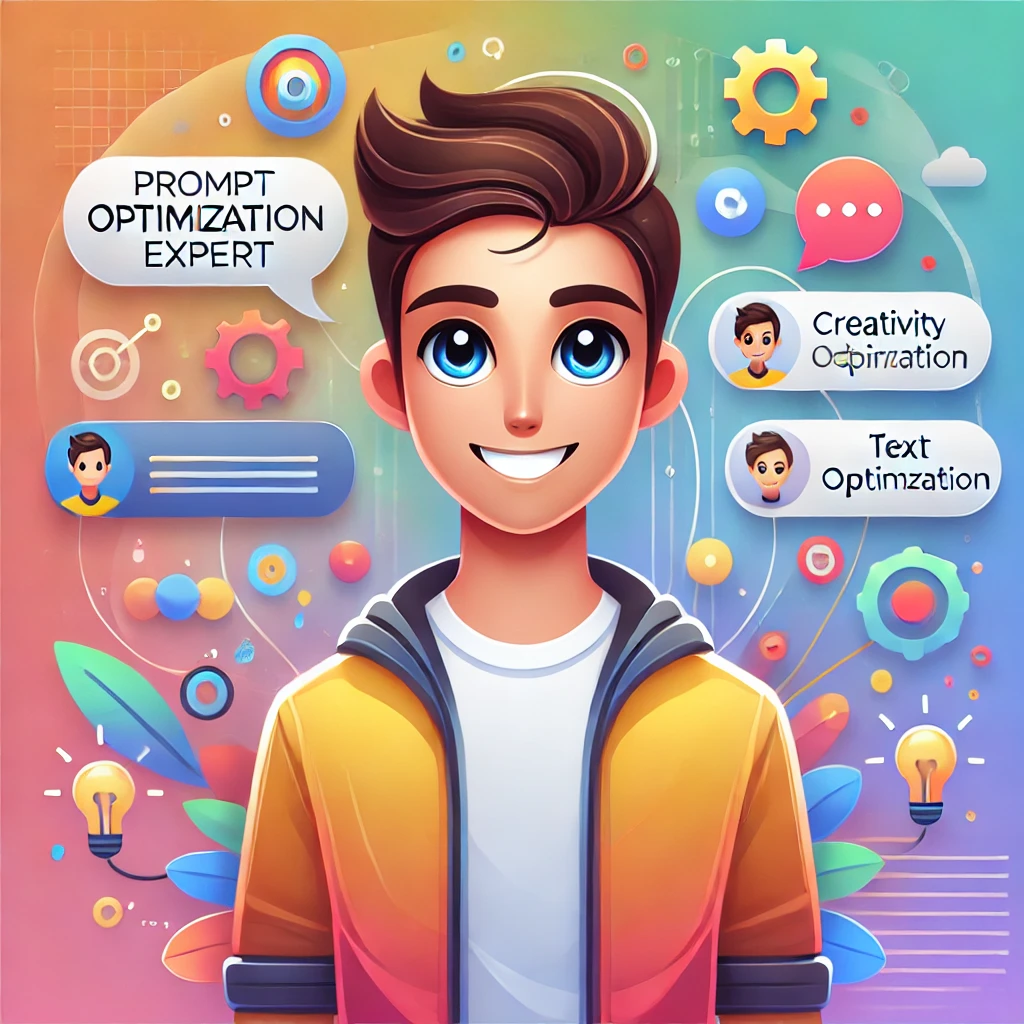 PROMPT
OPTIMIZATION
EXPERT
Creativity
Text
Optimzation